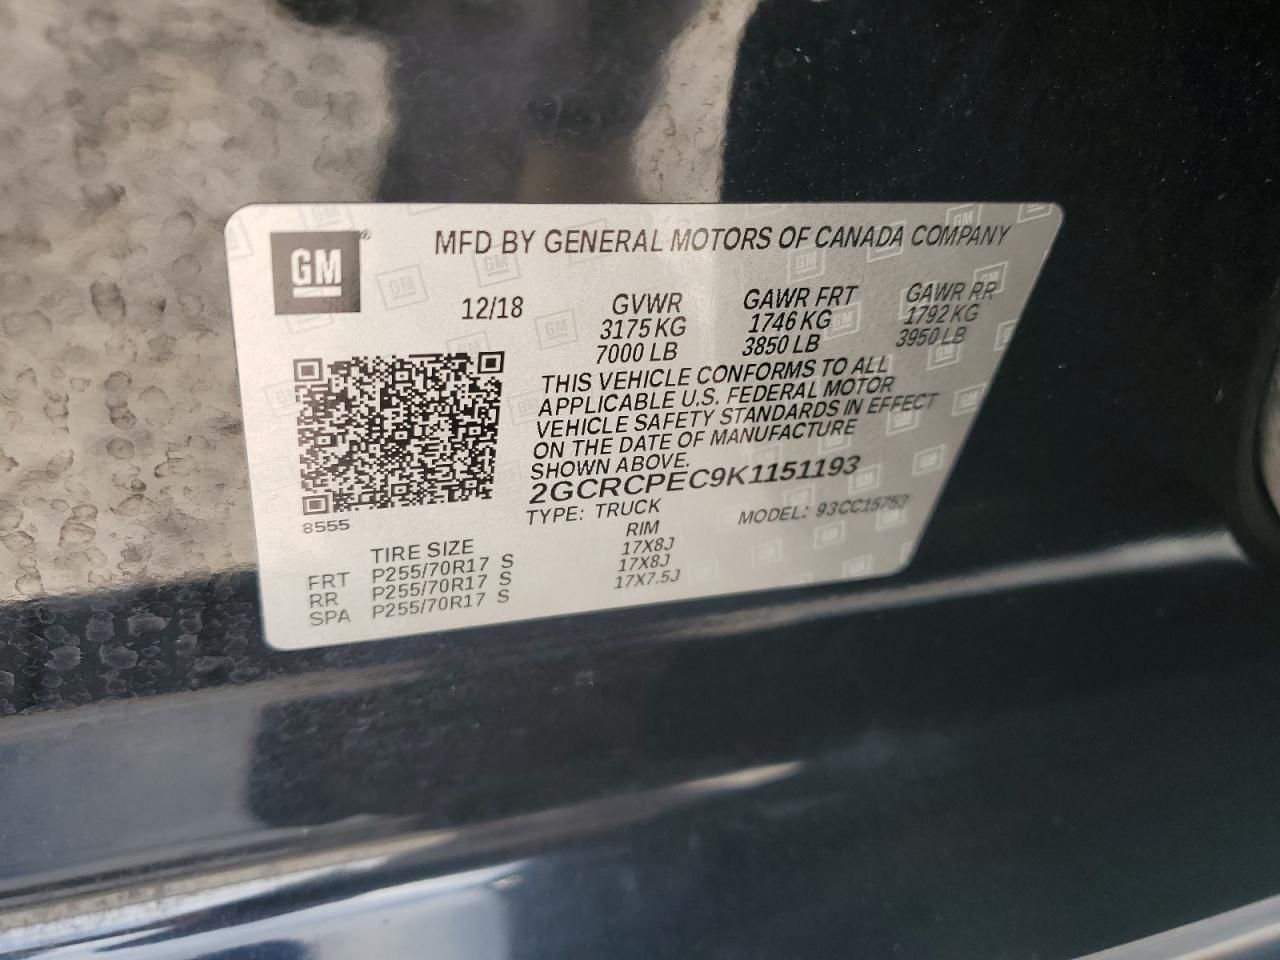 GM®
MFD BY GENERAL MOTORS OF CANADA COMPANY
12/18 GVWR GAWR FRT GAWR RR
3175 KG 1746 KG 1792 KG
7000 LB 3850 LB 3950 LB
THIS VEHICLE CONFORMS TO ALL
APPLICABLE U.S. FEDERAL MOTOR
VEHICLE SAFETY STANDARDS IN EFFECT
ON THE DATE OF MANUFACTURE
SHOWN ABOVE.
2GCRCPEC9K1151193
TYPE: TRUCK MODEL: 93CC15753
8555
TIRE SIZE RIM
FRT P255/70R17 S 17X8J
RR P255/70R17 S 17X8J
SPA P255/70R17 S 17X7.5J